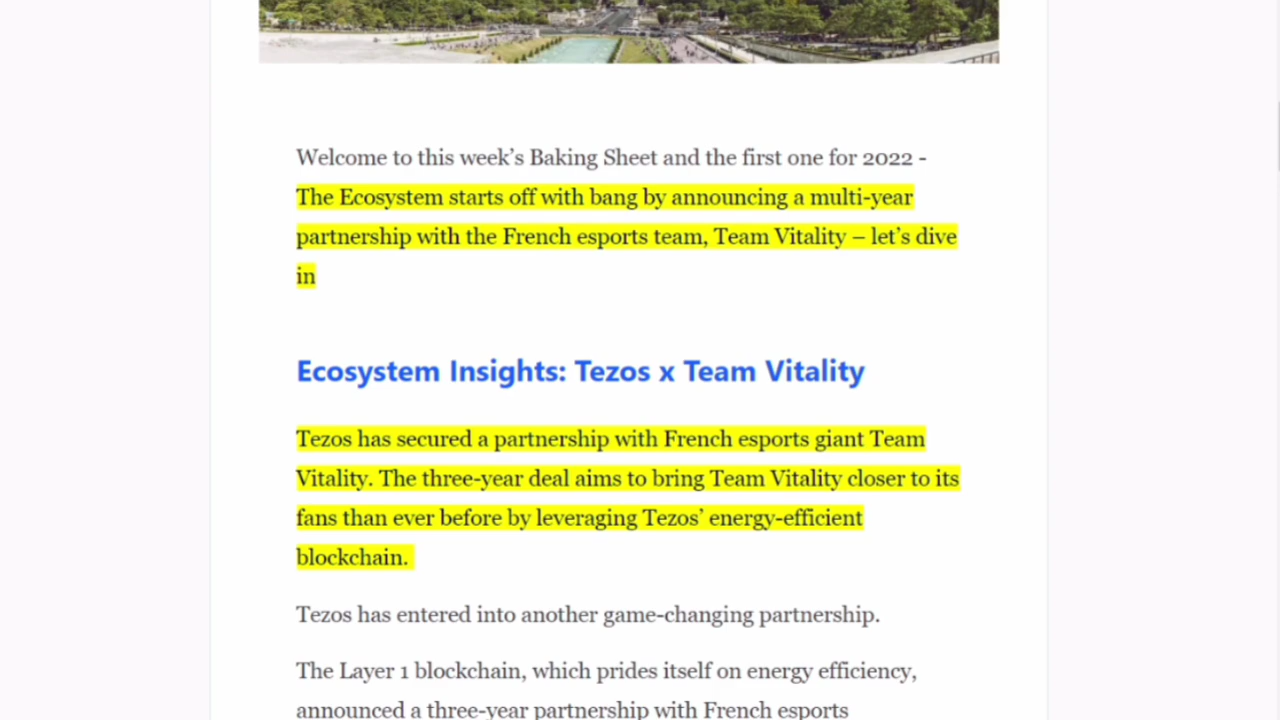 Welcome to this week’s Baking Sheet and the first one for 2022 -
The Ecosystem starts off with bang by announcing a multi-year
partnership with the French esports team, Team Vitality – let’s dive
in
Ecosystem Insights: Tezos x Team Vitality
Tezos has secured a partnership with French esports giant Team
Vitality. The three-year deal aims to bring Team Vitality closer to its
fans than ever before by leveraging Tezos’ energy-efficient
blockchain.
Tezos has entered into another game-changing partnership.
The Layer 1 blockchain, which prides itself on energy efficiency,
announced a three-year partnership with French esports